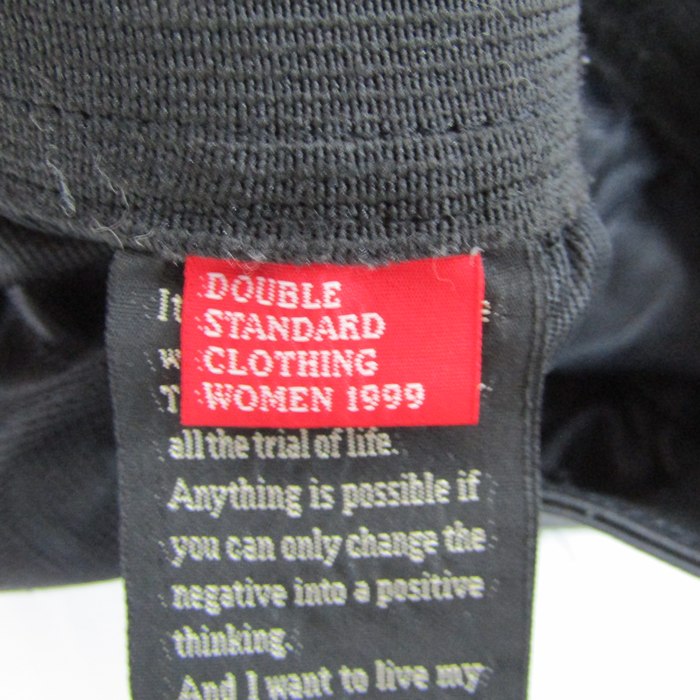 DOUBLE
STANDARD
CLOTHING
WOMEN 1999
all the trial of life.
Anything is possible if
you can only change the
negative into a positive
thinking.
And I want to live my